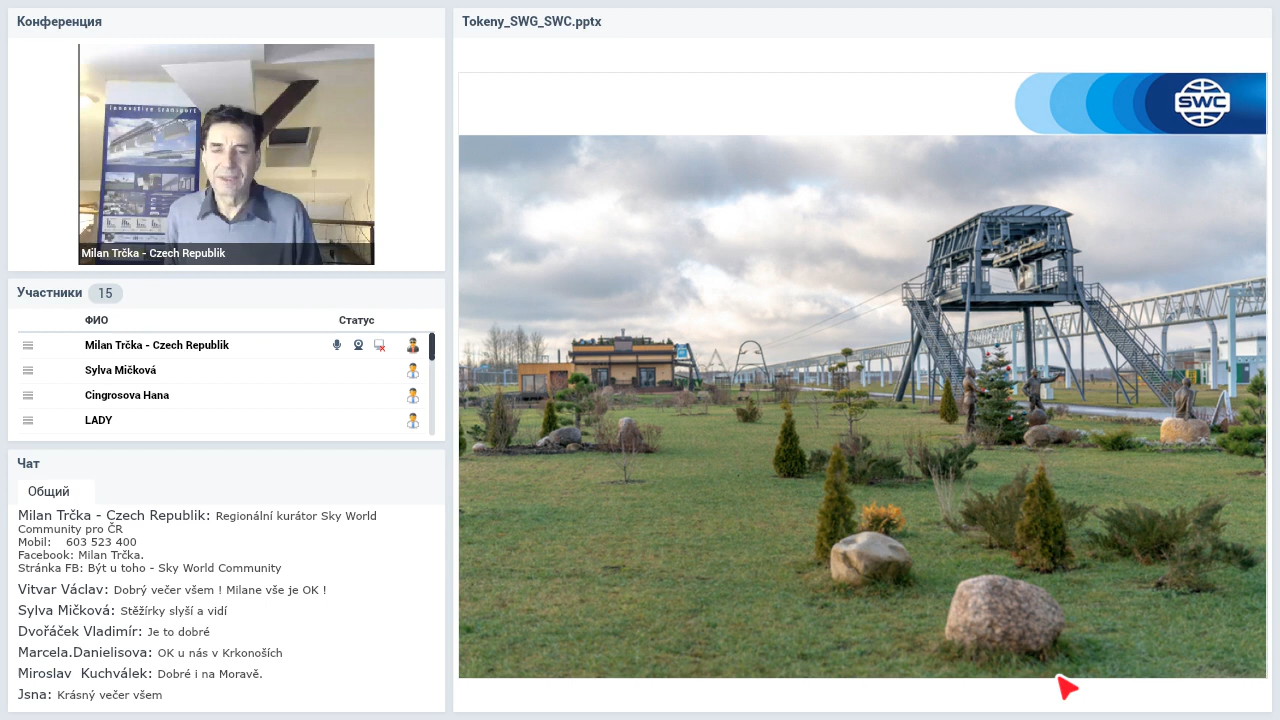 Конференция
Innovative transport
Milan Trčka - Czech Republik
Участники 15
ФИО Статус
Milan Trčka - Czech Republik
Sylva Mičková
Cingrosova Hana
LADY
Чат
Общий
Milan Trčka - Czech Republik: Regionální kurátor Sky World
Community pro ČR
Mobil: 603 523 400
Facebook: Milan Trčka.
Stránka FB: Být u toho - Sky World Community
Vitvar Václav: Dobrý večer všem ! Milane vše je OK !
Sylva Mičková: Stěžírky slyší a vidí
Dvořáček Vladimír: Je to dobré
Marcela.Danielisova: OK u nás v Krkonoších
Miroslav Kuchválek: Dobré i na Moravě.
Jsna: Krásný večer všem
Tokeny_SWG_SWC.pptx
SWC